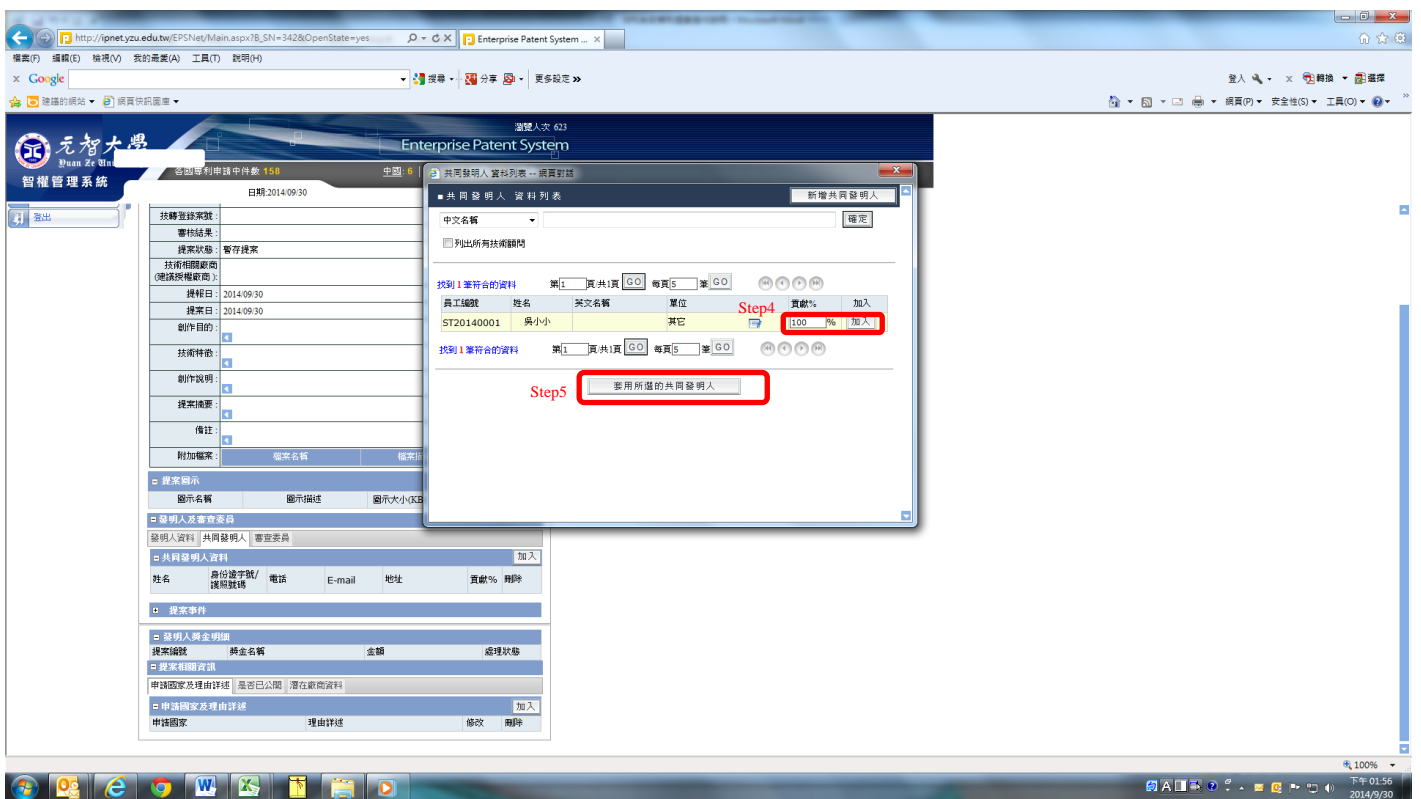 http://ipnet.yzu.edu.tw/EPSNet/Main.aspx?B_SN=342&OpenState=yes
Enterprise Patent System ... ×
檔案(F) 編輯(E) 檢視(V) 我的最愛(A) 工具(T) 說明(H)
× Google 搜尋 分享 更多設定 » 登入 × 轉換 選擇
建議的網站 網頁快訊圖庫 網頁(P) 安全性(S) 工具(O)
瀏覽人次 623
元智大學
Enterprise Patent System
智權管理系統
各國專利申請中件數 158 中國: 6
日期:2014/09/30
登出
技轉登錄案號 :
審核結果 :
提案狀態 : 暫存提案
技術相關廠商
(建議授權廠商) :
提報日 : 2014/09/30
提案日 : 2014/09/30
創作目的 :
技術特徵 :
創作說明 :
提案摘要 :
備註 :
附加檔案 : 檔案名稱
提案圖示
圖示名稱 圖示描述 圖示大小(KB
發明人及審查委員
發明人資料 共同發明人 審查委員
共同發明人資料 加入
姓名 身份證字號/護照號碼 電話 E-mail 地址 貢獻% 刪除
提案事件
發明人獎金明細
提案編號 獎金名稱 金額 處理狀態
提案相關資訊
申請國家及理由詳述 是否已公開 潛在廠商資料
申請國家及理由詳述 加入
申請國家 理由詳述 修改 刪除
共同發明人 資料列表 -- 網頁對話
■共同發明人 資料列表 新增共同發明人
中文名稱 確定
列出所有技術顧問
找到 1 筆符合的資料 第 1 頁/共1頁 GO 每頁 5 筆 GO
員工編號 姓名 英文名稱 單位 Step4 貢獻% 加入
ST20140001 吳小小 其它 100 % 加入
找到 1 筆符合的資料 第 1 頁/共1頁 GO 每頁 5 筆 GO
Step5 套用所選的共同發明人
100%
下午 01:56
2014/9/30